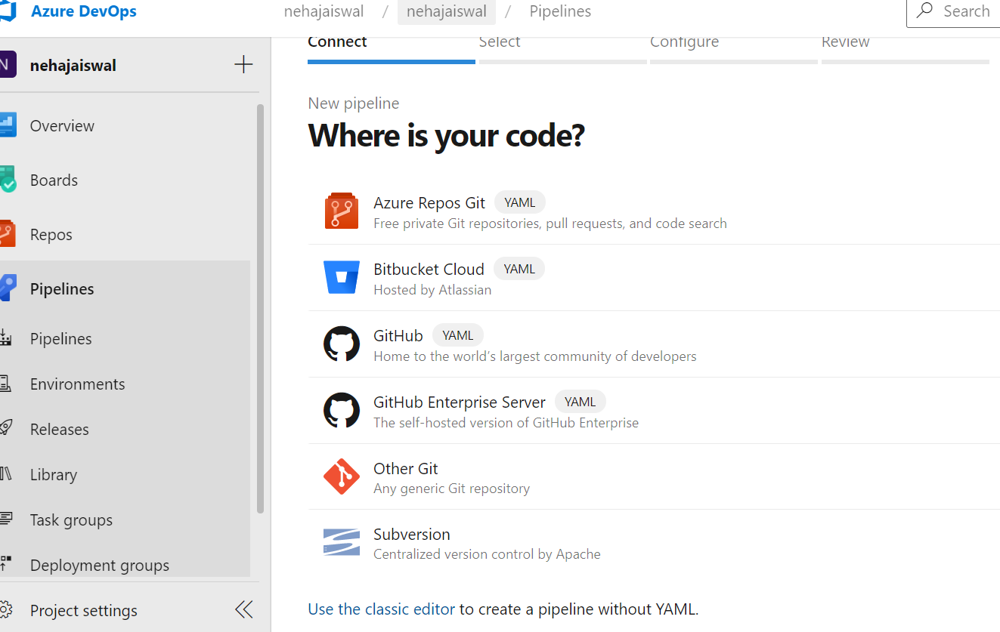 Azure DevOps
nehajaiswal / nehajaiswal / Pipelines
Search
N nehajaiswal
Overview
Boards
Repos
Pipelines
Pipelines
Environments
Releases
Library
Task groups
Deployment groups
Project settings
Connect Select Configure Review
New pipeline
Where is your code?
Azure Repos Git YAML
Free private Git repositories, pull requests, and code search
Bitbucket Cloud YAML
Hosted by Atlassian
GitHub YAML
Home to the world’s largest community of developers
GitHub Enterprise Server YAML
The self-hosted version of GitHub Enterprise
Other Git
Any generic Git repository
Subversion
Centralized version control by Apache
Use the classic editor to create a pipeline without YAML.